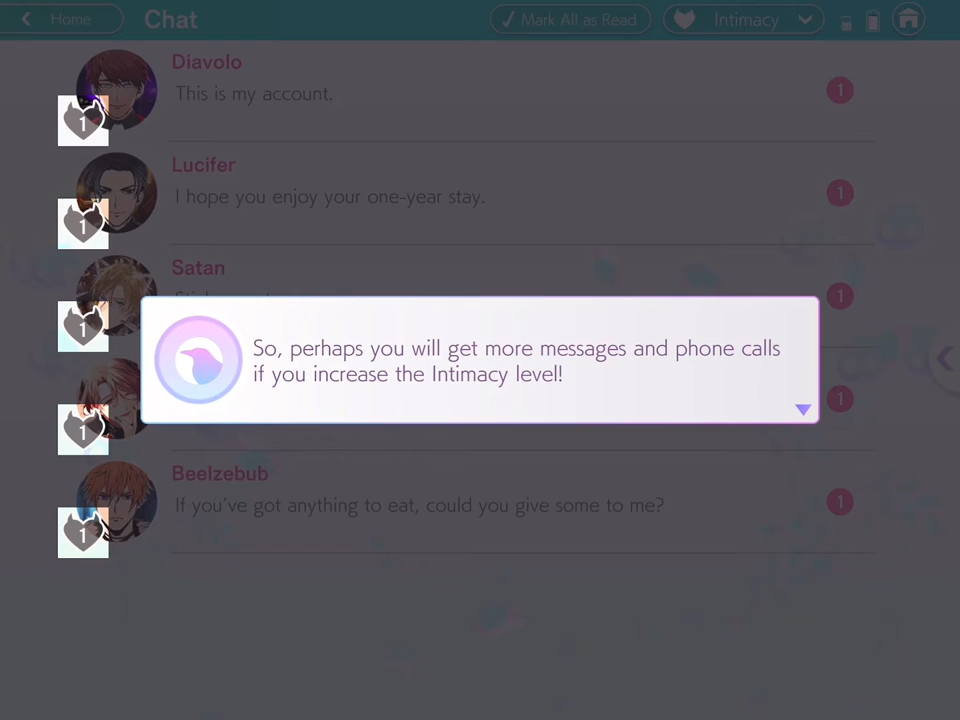 Home
Chat
Mark All as Read
Intimacy
Diavolo
This is my account.
1
1
Lucifer
I hope you enjoy your one-year stay.
1
1
Satan
1
1
So, perhaps you will get more messages and phone calls
if you increase the Intimacy level!
1
1
Beelzebub
If you've got anything to eat, could you give some to me?
1
1